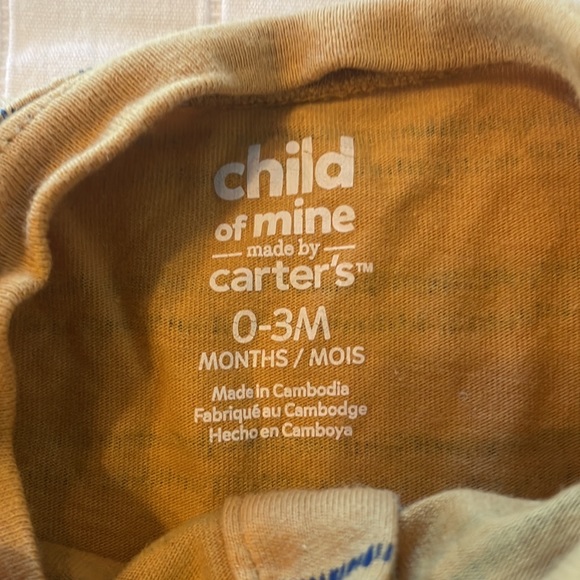 child
of mine
made by
carter's™
0-3M
MONTHS / MOIS
Made in Cambodia
Fabriqué au Cambodge
Hecho en Camboya